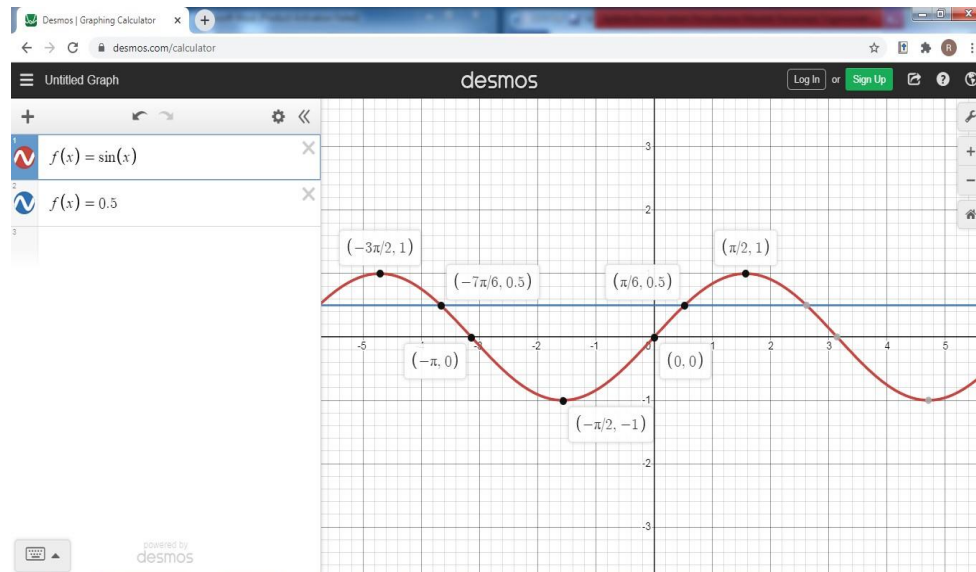 Desmos | Graphing Calculator
desmos.com/calculator
R
Untitled Graph
desmos
Log In or Sign Up
1
f(x) = sin(x)
2
f(x) = 0.5
3
powered by
desmos
3
2
(−3π/2, 1)
(π/2, 1)
(−7π/6, 0.5)
(π/6, 0.5)
-5
-3
-2
-1
0
1
2
3
4
5
(−π, 0)
(0, 0)
-1
(−π/2, −1)
-2
-3